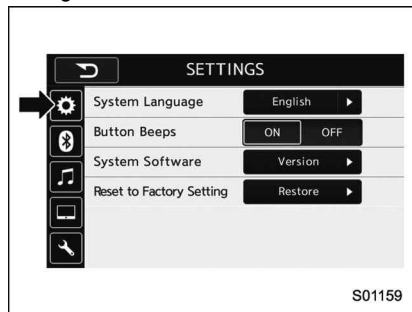 SETTINGS
System Language English
Button Beeps ON OFF
System Software Version
Reset to Factory Setting Restore
S01159